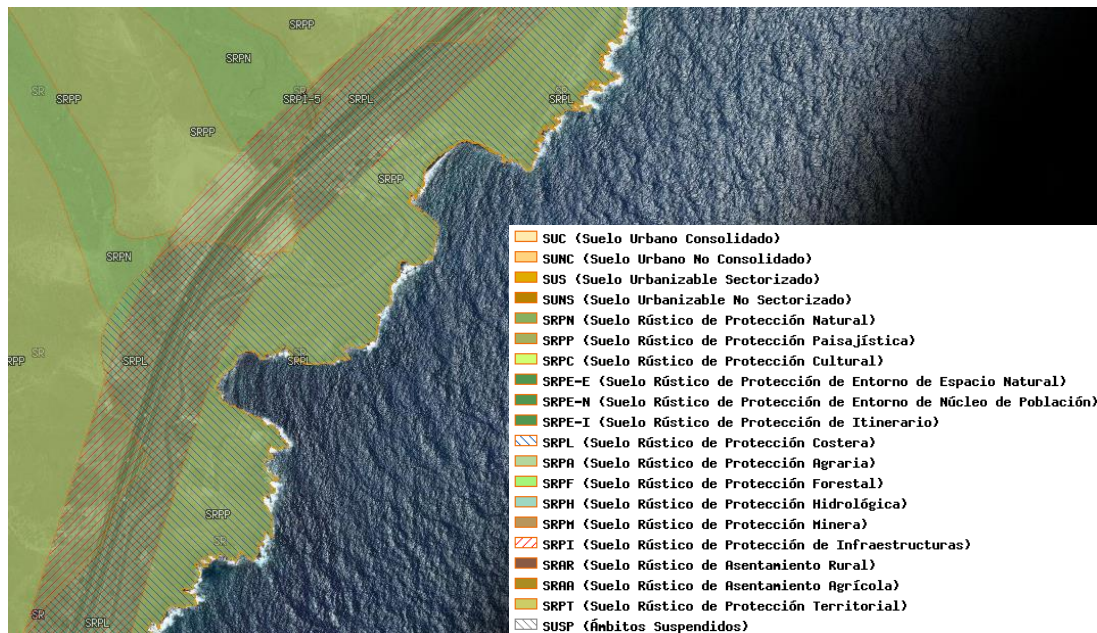 SRPP
SRPN
SR
SRPP
SR
SRPI-5
SRPL
SRPL
SRPP
SRPP
SRPN
SR
RPP
SRPL
SRPL
SRPP
SR
SR
SRPL
SUC (Suelo Urbano Consolidado)
SUNC (Suelo Urbano No Consolidado)
SUS (Suelo Urbanizable Sectorizado)
SUNS (Suelo Urbanizable No Sectorizado)
SRPN (Suelo Rústico de Protección Natural)
SRPP (Suelo Rústico de Protección Paisajística)
SRPC (Suelo Rústico de Protección Cultural)
SRPE-E (Suelo Rústico de Protección de Entorno de Espacio Natural)
SRPE-N (Suelo Rústico de Protección de Entorno de Núcleo de Población)
SRPE-I (Suelo Rústico de Protección de Itinerario)
SRPL (Suelo Rústico de Protección Costera)
SRPA (Suelo Rústico de Protección Agraria)
SRPF (Suelo Rústico de Protección Forestal)
SRPH (Suelo Rústico de Protección Hidrológica)
SRPM (Suelo Rústico de Protección Minera)
SRPI (Suelo Rústico de Protección de Infraestructuras)
SRAR (Suelo Rústico de Asentamiento Rural)
SRAA (Suelo Rústico de Asentamiento Agrícola)
SRPT (Suelo Rústico de Protección Territorial)
SUSP (Ámbitos Suspendidos)